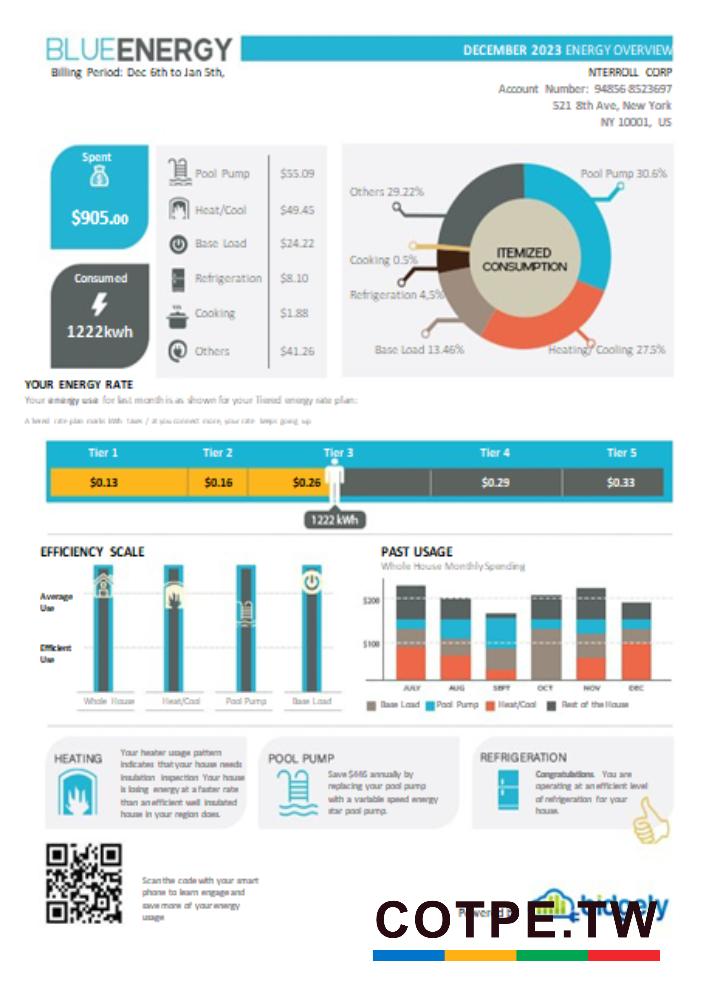 BLUEENERGY
DECEMBER 2023 ENERGY OVERVIEW
Billing Period: Dec 6th to Jan 5th,
NTERROLL CORP
Account Number: 94856 8523697
521 8th Ave, New York
NY 10001, US
Spent
$905.00
Consumed
1222kwh
Pool Pump $55.09
Heat/Cool $49.45
Base Load $24.22
Refrigeration $8.10
Cooking $1.88
Others $41.26
Pool Pump 30.6%
Others 29.22%
ITEMIZED
CONSUMPTION
Cooking 0.5%
Refrigeration 4,5%
Base Load 13.46%
Heating/ Cooling 27.5%
YOUR ENERGY RATE
Your energy use for last month is as shown for your Tiered energy rate plan:
A tiered rate plan marks kWh taxes / at you connect more, your rate keeps going up
Tier 1 Tier 2 Tier 3 Tier 4 Tier 5
$0.13 $0.16 $0.26 $0.29 $0.33
1222 kWh
EFFICIENCY SCALE
Average
Use
Efficient
Use
Whole House Heat/Cool Pool Pump Base Load
PAST USAGE
Whole House Monthly Spending
$200
$100
JULY AUG SEPT OCT NOV DEC
Base Load Pool Pump Heat/Cool Rest of the House
HEATING
Your heater usage pattern
indicates that your house needs
insulation inspection Your house
is losing energy at a faster rate
than an efficient well insulated
house in your region does.
POOL PUMP
Save $446 annually by
replacing your pool pump
with a variable speed energy
star pool pump.
REFRIGERATION
Congratulations. You are
operating at an efficient level
of refrigeration for your
house.
Scan the code with your smart
phone to learn engage and
save more of your energy
usage
Powered by bidgely
COTPE.TW